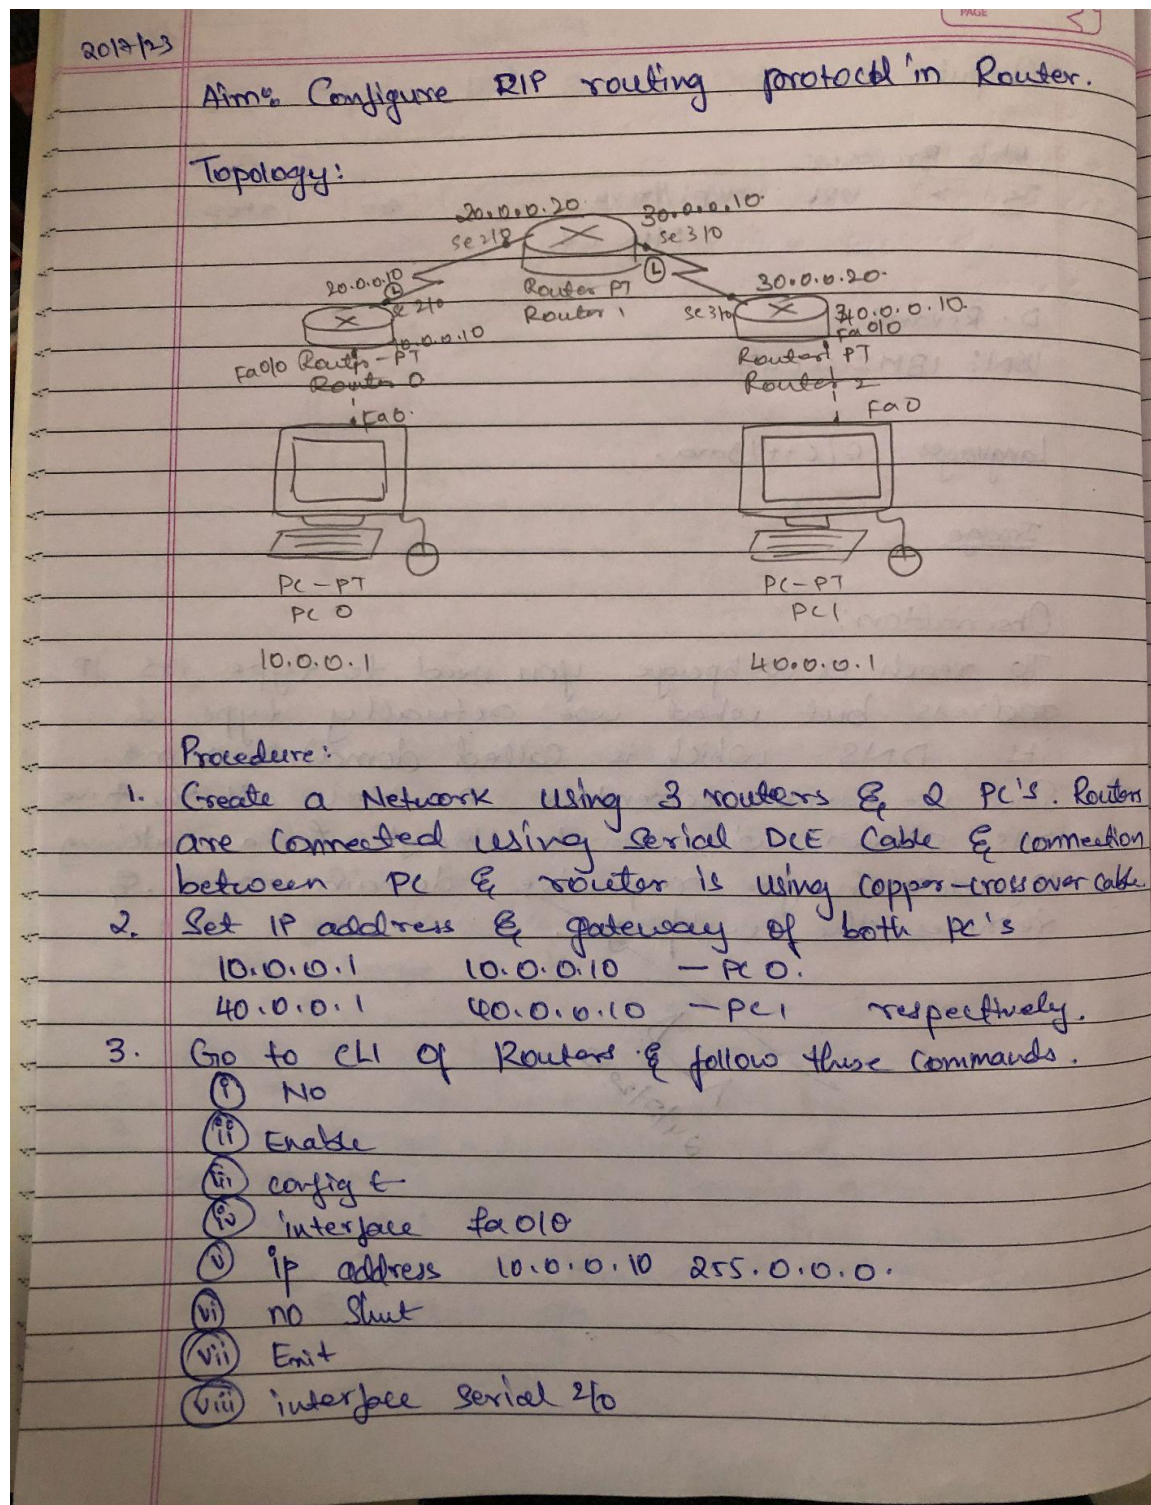 PAGE
20/7/23
Aim: Configure RIP routing protocol in Router.
Topology:
20.0.0.20 30.0.0.10
Se 2/0 Se 3/0
20.0.0.10 Router PT 30.0.0.20
Se 2/0 Router 1 Se 3/0 40.0.0.10
10.0.0.10 Fa 0/0
Fa0/0 Router-PT Router PT
Router 0 Router 2
Fa0 Fa0
PC-PT PC-PT
PC 0 PC1
10.0.0.1 40.0.0.1
Procedure:
1. Create a Network using 3 routers & 2 PC's. Routers
are connected using Serial DCE Cable & connection
between PC & router is using copper-cross over cable.
2. Set IP address & gateway of both PC's
10.0.0.1 10.0.0.10 - PC 0.
40.0.0.1 40.0.0.10 - PC1 respectively.
3. Go to CLI of Routers & follow these commands.
i No
ii Enable
iii config t
iv interface fa 0/0
v ip address 10.0.0.10 255.0.0.0.
vi no Shut
vii Exit
viii interface Serial 2/0